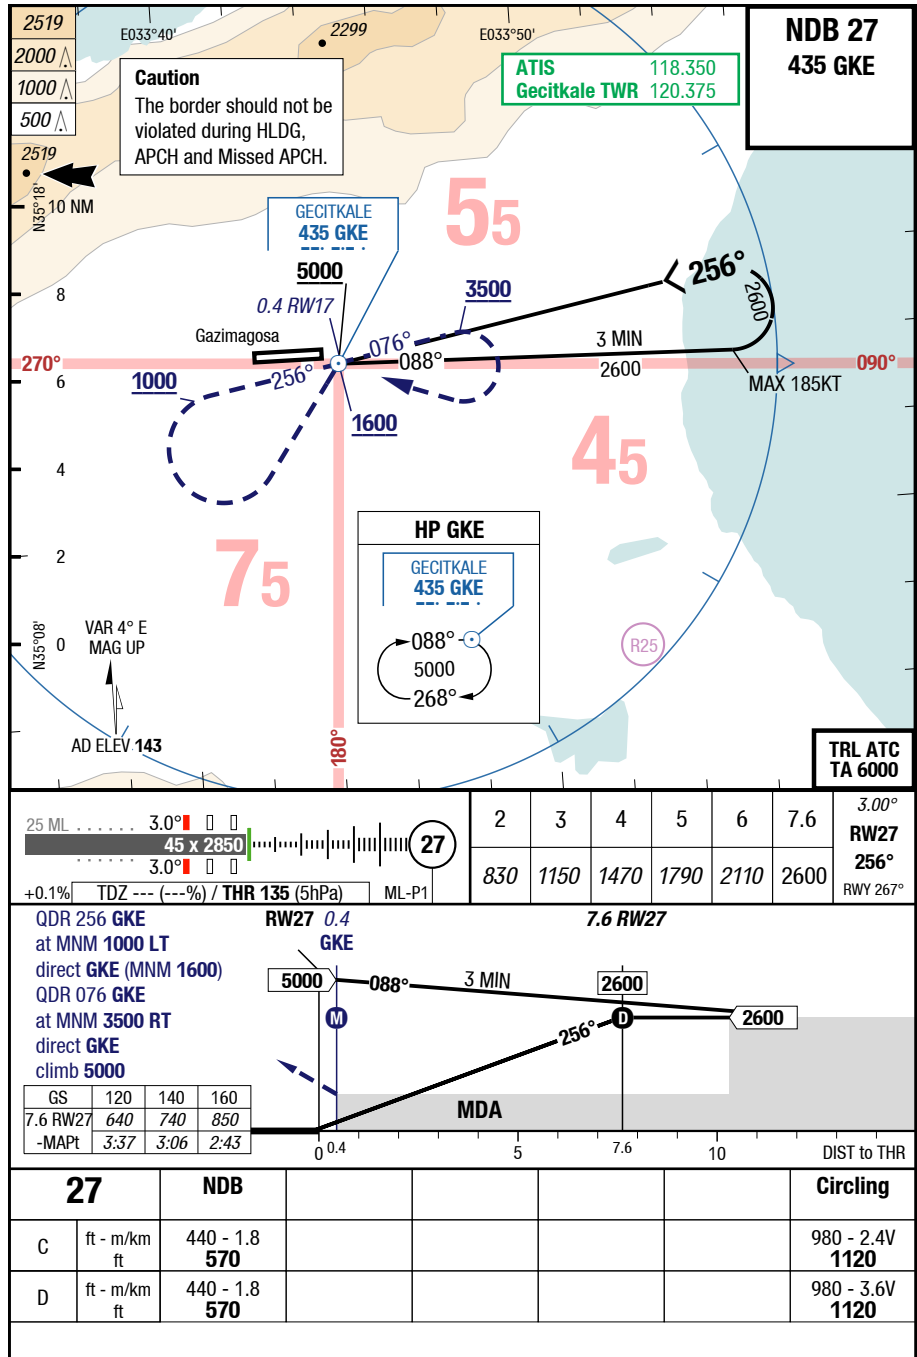 2519
2000
1000
500
2519
E033°40'
2299
E033°50'
Caution
The border should not be
violated during HLDG,
APCH and Missed APCH.
ATIS 118.350
Gecitkale TWR 120.375
NDB 27
435 GKE
N35°18'
10 NM
8
6
4
2
0
N35°08'
GECITKALE
435 GKE
5000
0.4 RW17
Gazimagosa
55
3500
256°
2600
076°
088°
3 MIN
2600
MAX 185KT
270°
090°
1000
256°
1600
45
75
HP GKE
GECITKALE
435 GKE
088°
5000
268°
R25
VAR 4° E
MAG UP
AD ELEV 143
180°
TRL ATC
TA 6000
25 ML
3.0°
45 x 2850
3.0°
27
+0.1%
TDZ --- (---%) / THR 135 (5hPa)
ML-P1
2 3 4 5 6 7.6
830 1150 1470 1790 2110 2600
3.00°
RW27
256°
RWY 267°
QDR 256 GKE
at MNM 1000 LT
direct GKE (MNM 1600)
QDR 076 GKE
at MNM 3500 RT
direct GKE
climb 5000
GS 120 140 160
7.6 RW27 640 740 850
-MAPt 3:37 3:06 2:43
RW27 0.4
GKE
7.6 RW27
5000
088°
3 MIN
2600
M
D
2600
256°
MDA
0 0.4 5 7.6 10 DIST to THR
27 NDB Circling
C ft - m/km 440 - 1.8 980 - 2.4V
ft 570 1120
D ft - m/km 440 - 1.8 980 - 3.6V
ft 570 1120